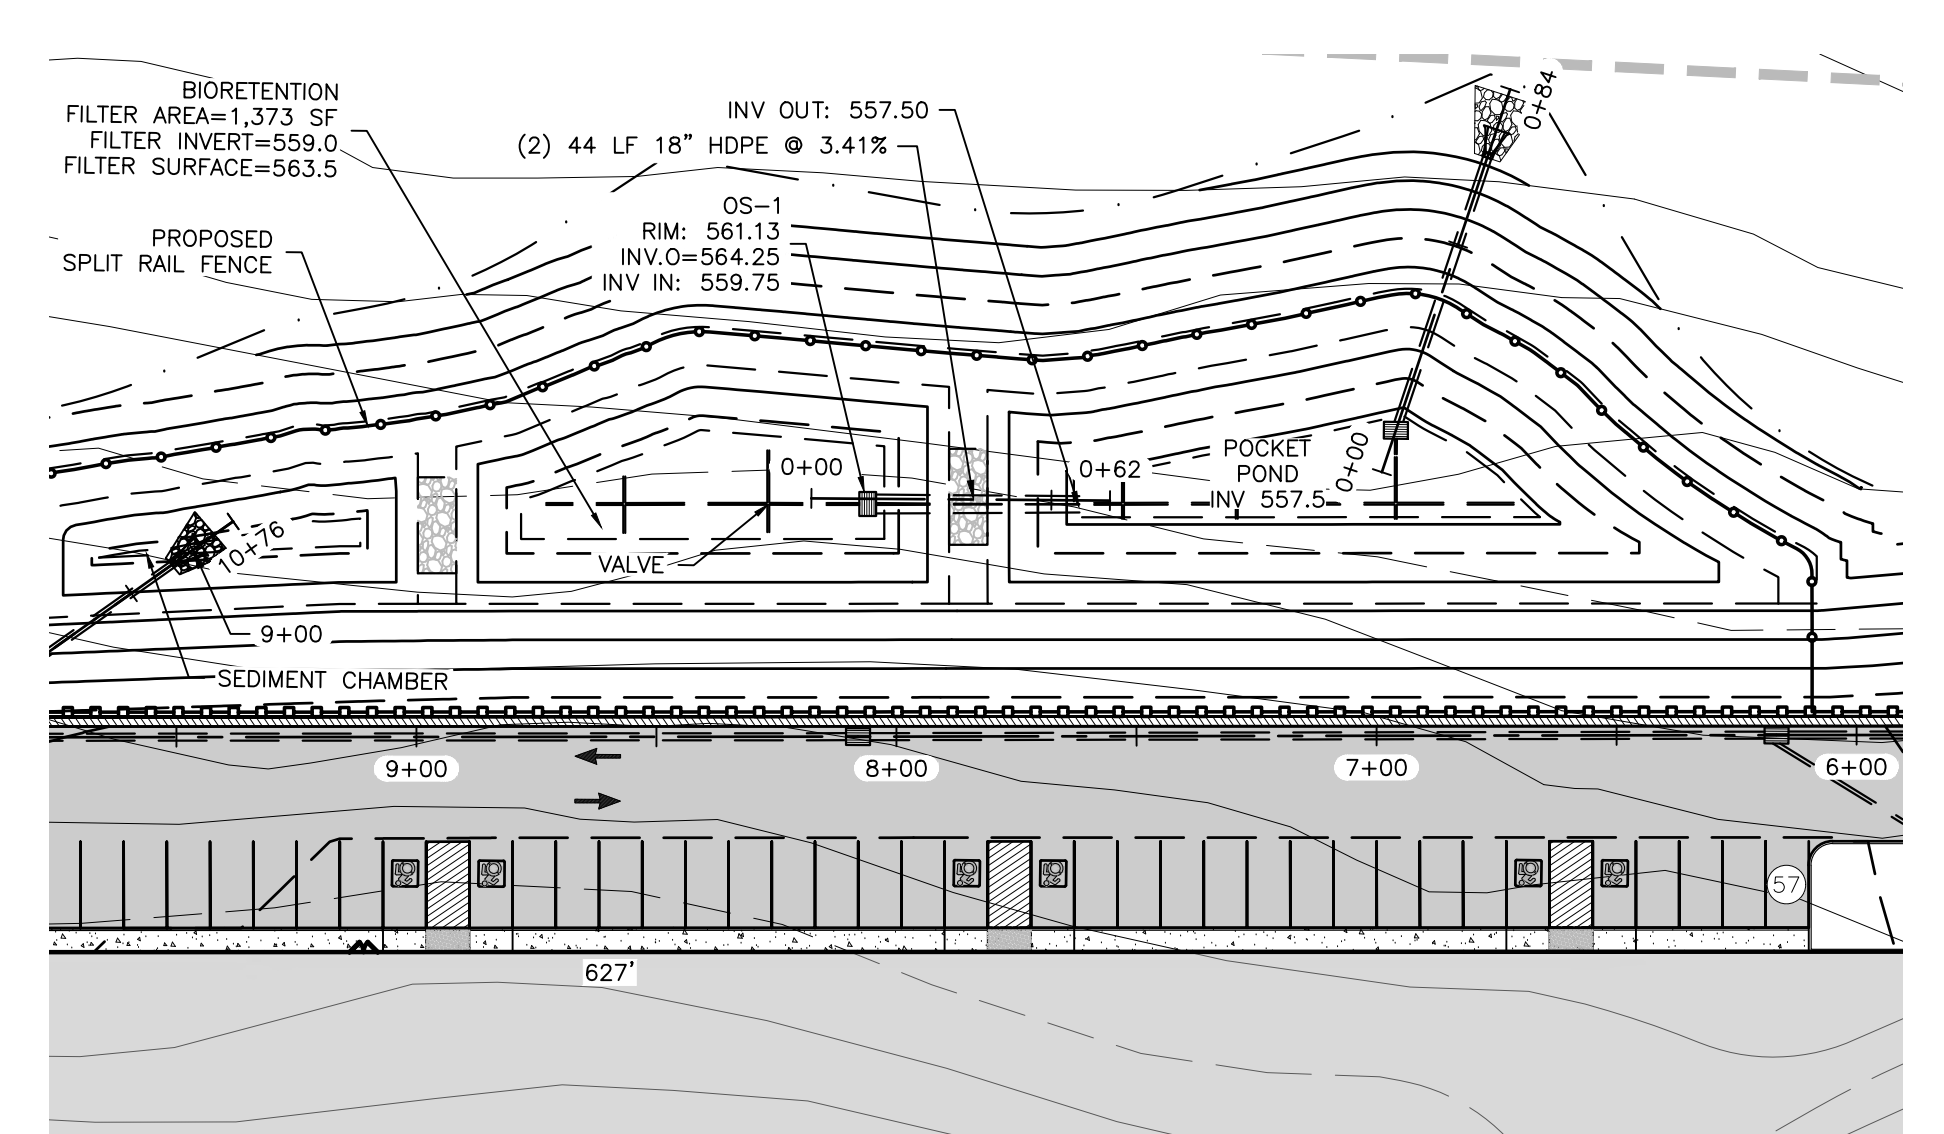 BIORETENTION
FILTER AREA=1,373 SF
FILTER INVERT=559.0
FILTER SURFACE=563.5
PROPOSED
SPLIT RAIL FENCE
INV OUT: 557.50
(2) 44 LF 18" HDPE @ 3.41%
OS-1
RIM: 561.13
INV.O=564.25
INV IN: 559.75
0+84
0+00
0+62
POCKET
POND
INV 557.5
0+00
VALVE
10+76
9+00
SEDIMENT CHAMBER
9+00
8+00
7+00
6+00
57
627'